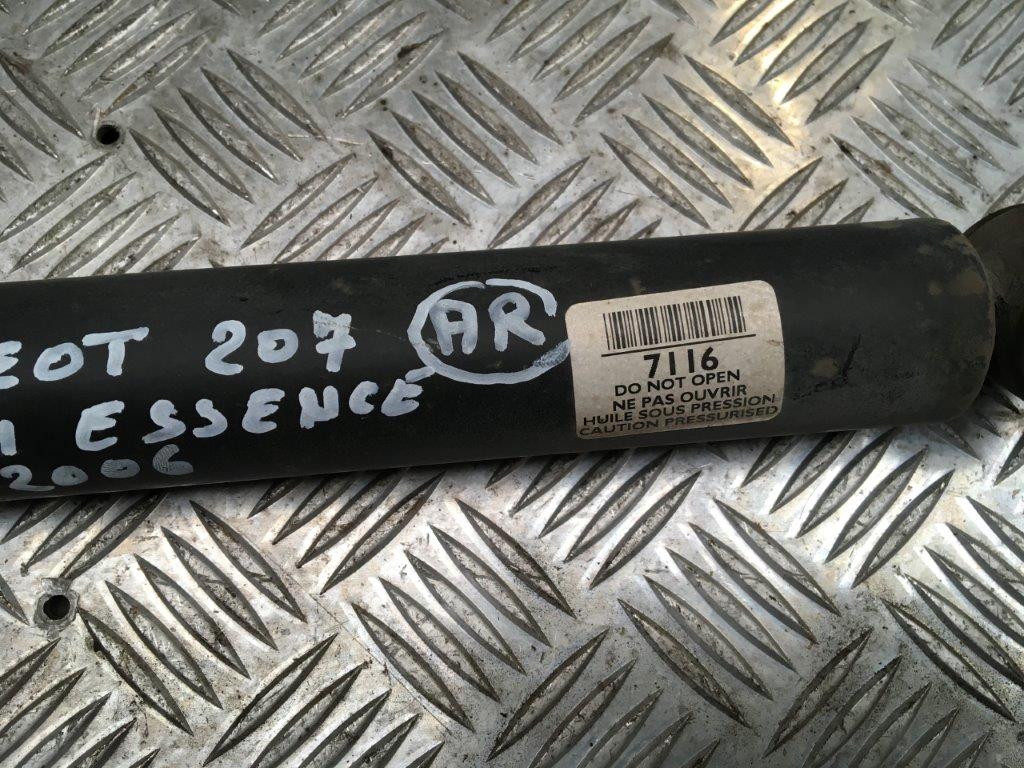 EOT 207 AR
ESSENCE
2006
7116
DO NOT OPEN
NE PAS OUVRIR
HUILE SOUS PRESSION
CAUTION PRESSURISED